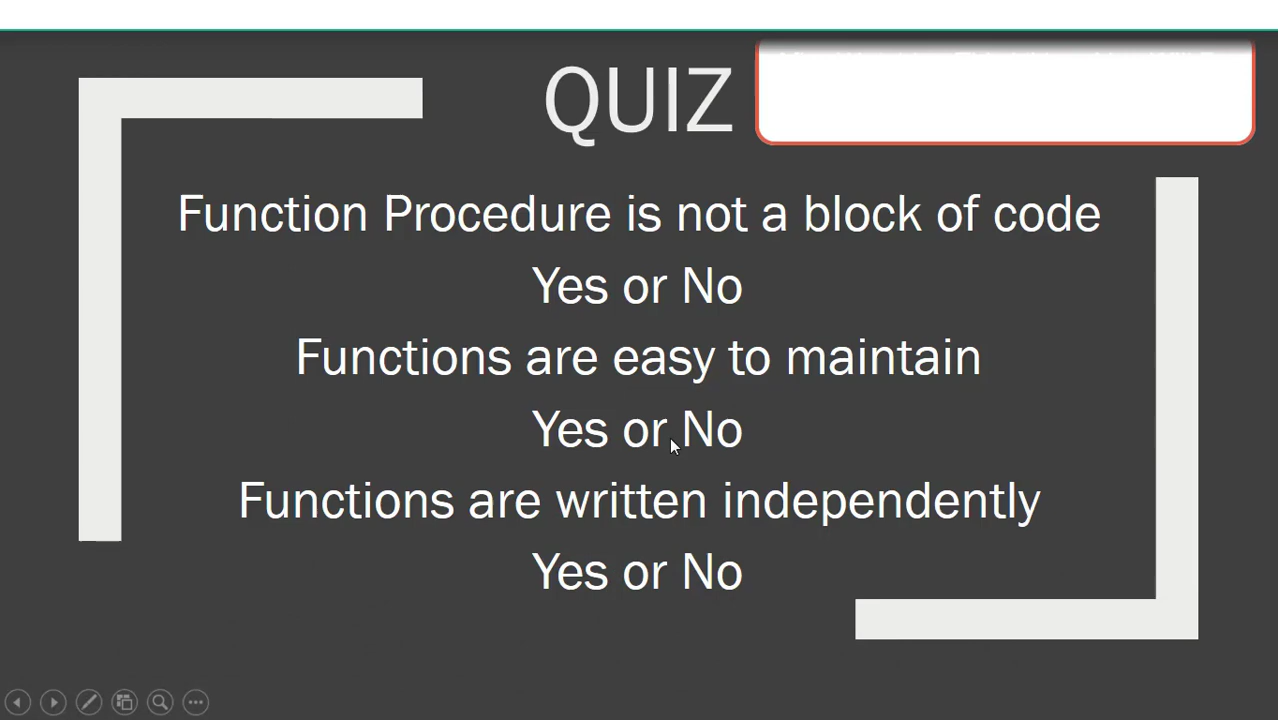 QUIZ
Function Procedure is not a block of code
Yes or No
Functions are easy to maintain
Yes or No
Functions are written independently
Yes or No